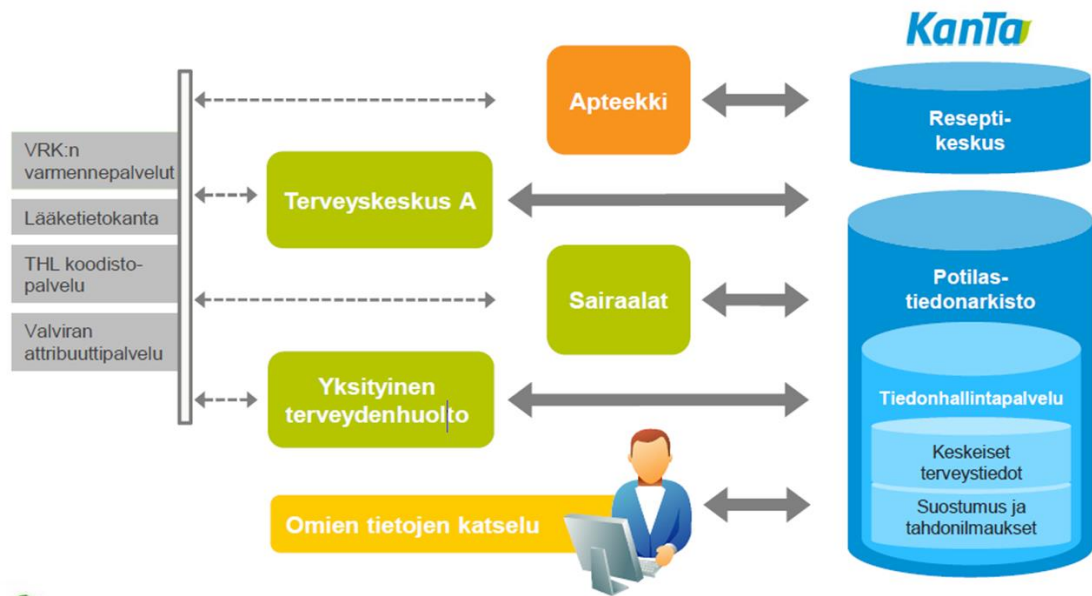 KanTa
VRK:n
varmennepalvelut
Lääketietokanta
THL koodisto-
palvelu
Valviran
attribuuttipalvelu
Apteekki
Terveyskeskus A
Sairaalat
Yksityinen
terveydenhuolto
Omien tietojen katselu
Resepti-
keskus
Potilas-
tiedonarkisto
Tiedonhallintapalvelu
Keskeiset
terveystiedot
Suostumus ja
tahdonilmaukset